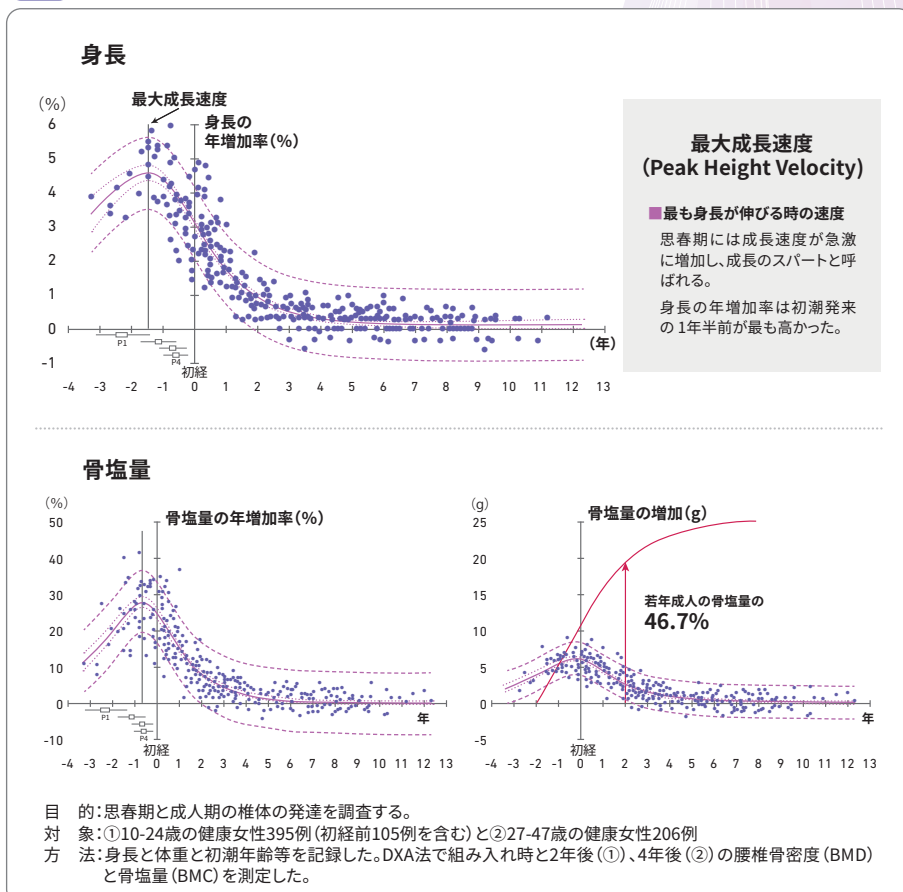 身長
(%)
最大成長速度
身長の
年増加率(%)
6
5
4
3
2
1
0
-1
P1
P4
初経
(年)
-4 -3 -2 -1 0 1 2 3 4 5 6 7 8 9 10 11 12 13
最大成長速度
(Peak Height Velocity)
■最も身長が伸びる時の速度
思春期には成長速度が急激
に増加し、成長のスパートと呼
ばれる。
身長の年増加率は初潮発来
の1年半前が最も高かった。
骨塩量
(%)
骨塩量の年増加率(%)
50
40
30
20
10
0
-10
P1
P4
初経
年
-4 -3 -2 -1 0 1 2 3 4 5 6 7 8 9 10 11 12 13
(g)
骨塩量の増加(g)
25
20
15
10
5
0
-5
若年成人の骨塩量の
46.7%
初経
年
-4 -3 -2 -1 0 1 2 3 4 5 6 7 8 9 10 11 12 13
目 的:思春期と成人期の椎体の発達を調査する。
対 象:①10-24歳の健康女性395例(初経前105例を含む)と②27-47歳の健康女性206例
方 法:身長と体重と初潮年齢等を記録した。DXA法で組み入れ時と2年後(①)、4年後(②)の腰椎骨密度(BMD)
と骨塩量(BMC)を測定した。